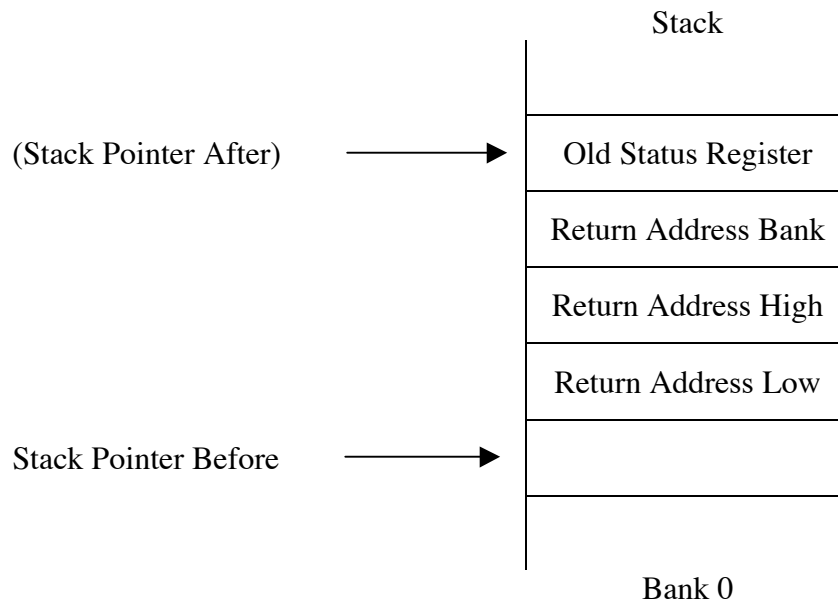 Stack
(Stack Pointer After)
Old Status Register
Return Address Bank
Return Address High
Return Address Low
Stack Pointer Before
Bank 0